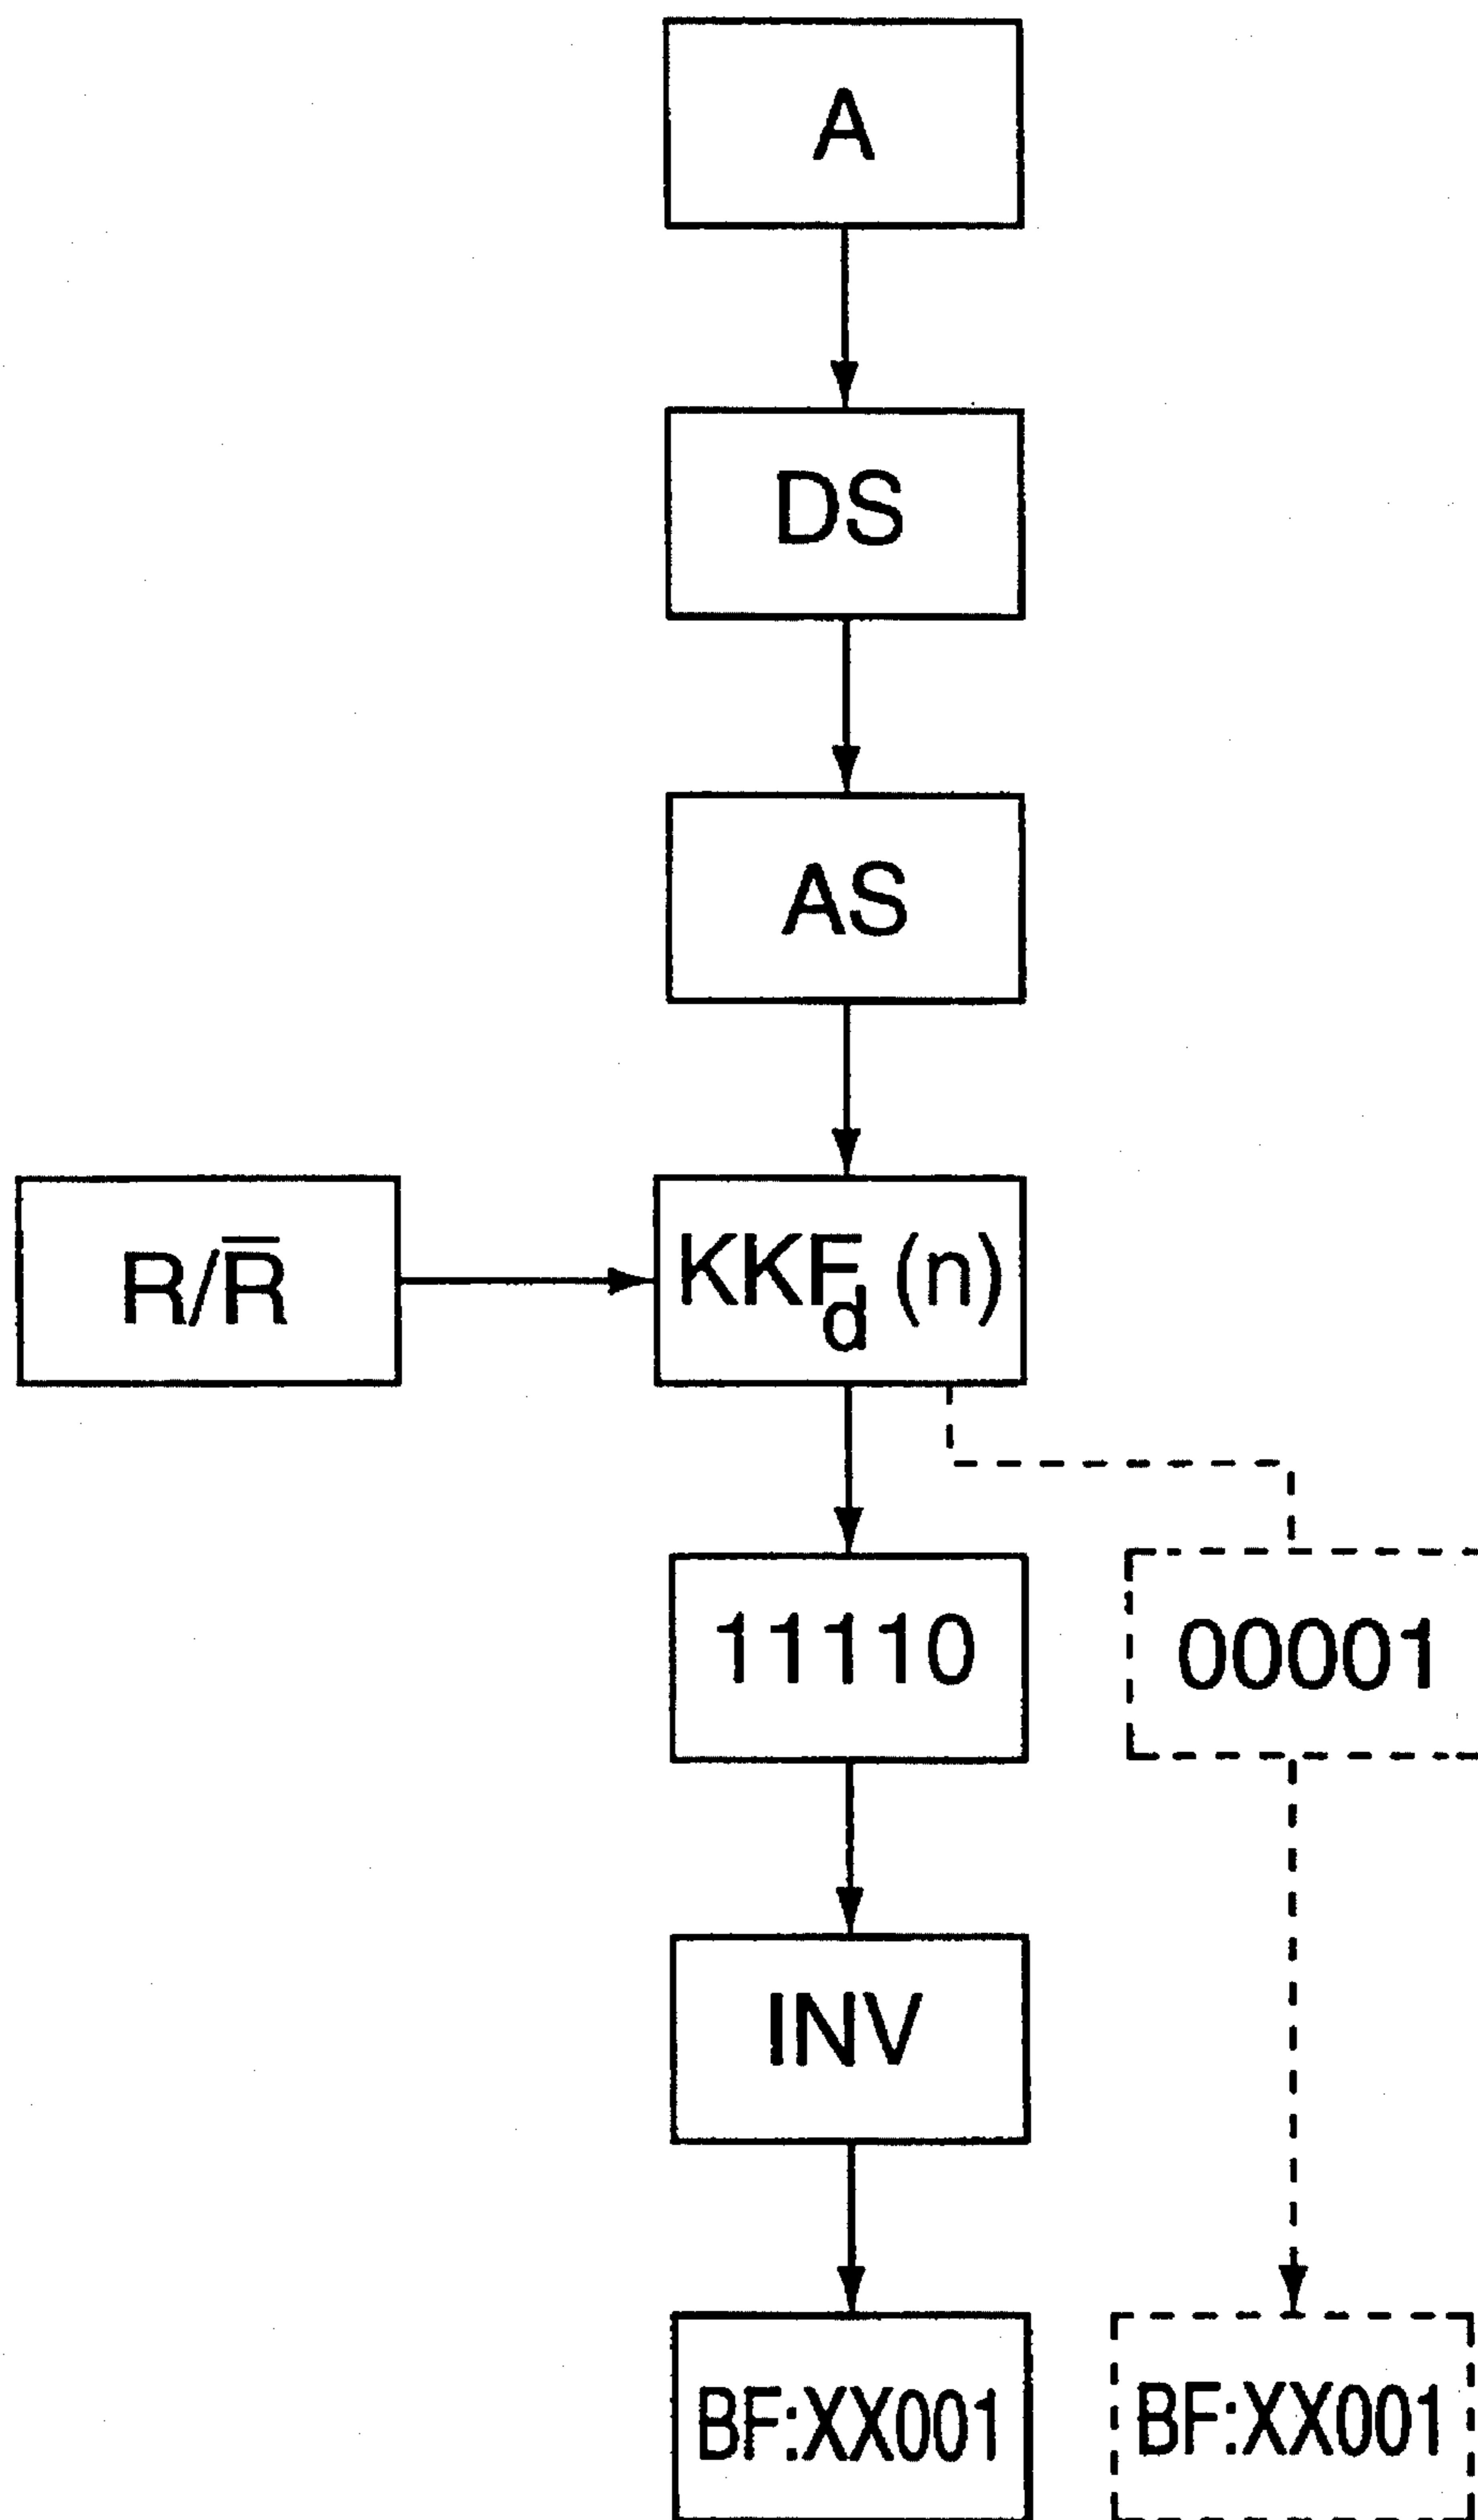 A
DS
AS
R/R̅
KKF_d (n)
11110
00001
INV
BF:XX001
BF:XX001